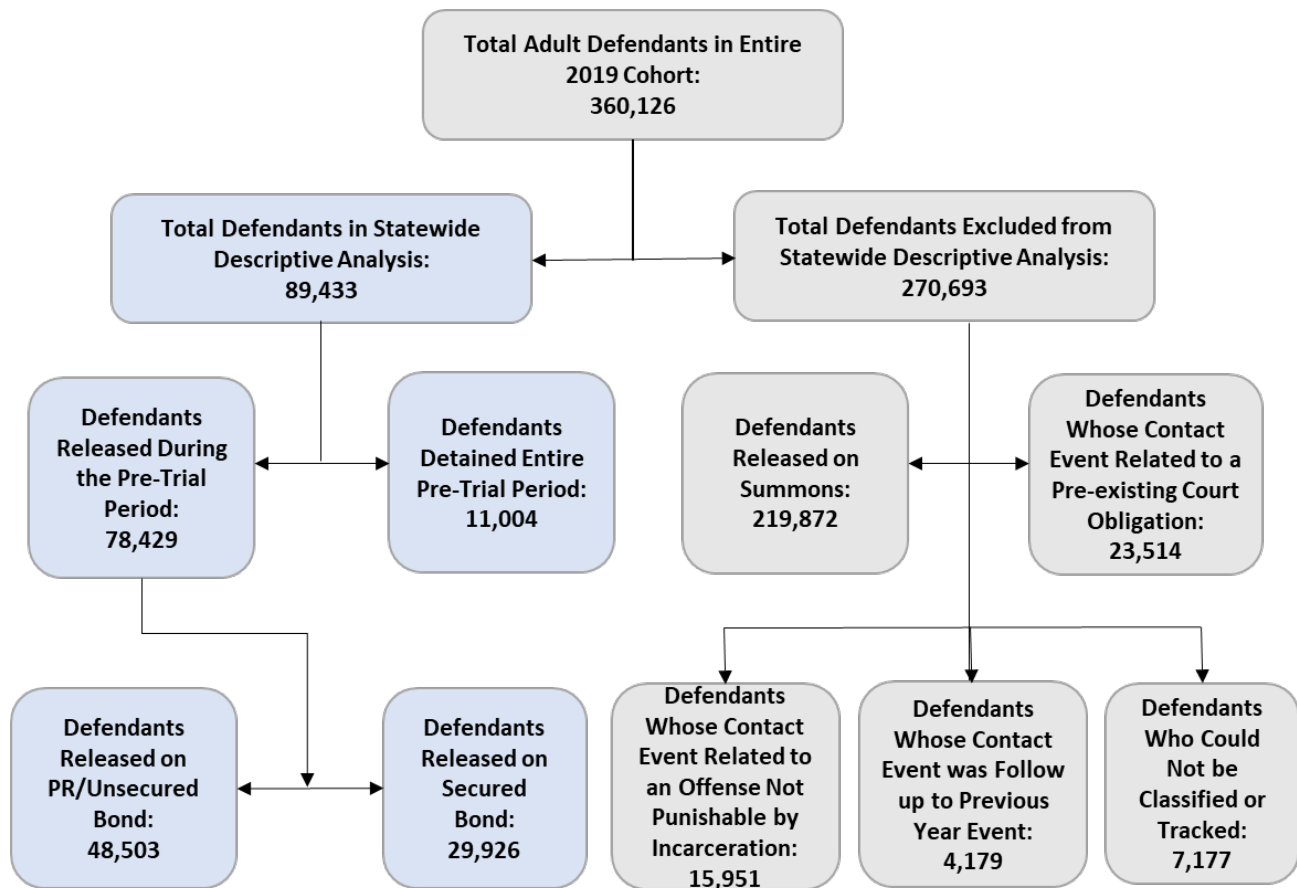 Total Adult Defendants in Entire
2019 Cohort:
360,126
Total Defendants in Statewide
Descriptive Analysis:
89,433
Total Defendants Excluded from
Statewide Descriptive Analysis:
270,693
Defendants
Released During
the Pre-Trial
Period:
78,429
Defendants
Detained Entire
Pre-Trial Period:
11,004
Defendants
Released on
Summons:
219,872
Defendants
Whose Contact
Event Related to a
Pre-existing Court
Obligation:
23,514
Defendants
Released on
PR/Unsecured
Bond:
48,503
Defendants
Released on
Secured
Bond:
29,926
Defendants
Whose Contact
Event Related to
an Offense Not
Punishable by
Incarceration:
15,951
Defendants
Whose Contact
Event was Follow
up to Previous
Year Event:
4,179
Defendants
Who Could
Not be
Classified or
Tracked:
7,177